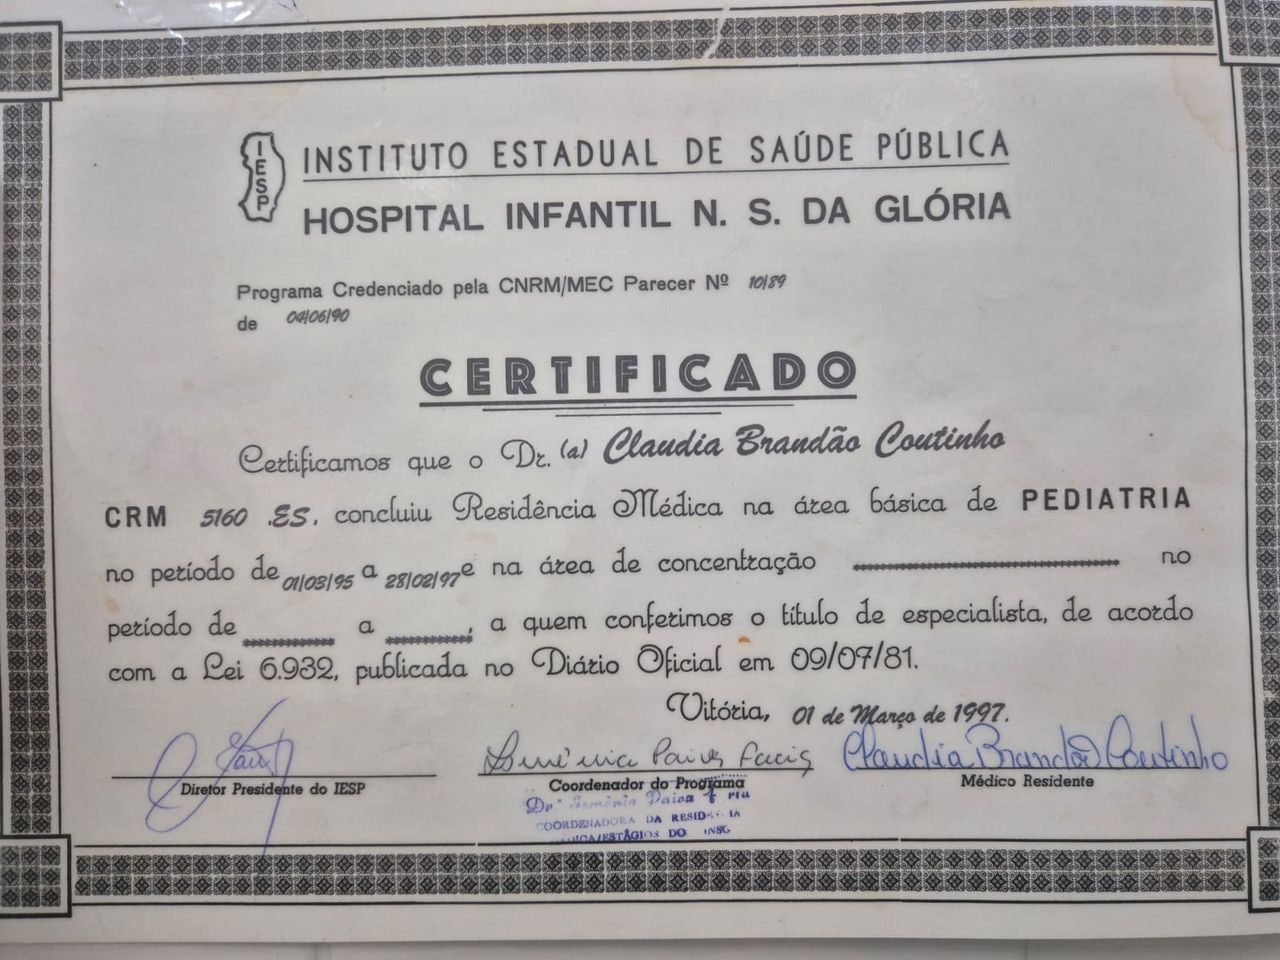 IESP
INSTITUTO ESTADUAL DE SAÚDE PÚBLICA
HOSPITAL INFANTIL N. S. DA GLÓRIA
Programa Credenciado pela CNRM/MEC Parecer Nº 10/89
de 04/06/90
CERTIFICADO
Certificamos que o Dr. (a) Claudia Brandão Coutinho
CRM 5160 .ES. concluiu Residência Médica na área básica de PEDIATRIA
no período de 01/03/95 a 28/02/97 e na área de concentração no
período de a , a quem conferimos o título de especialista, de acordo
com a Lei 6.932, publicada no Diário Oficial em 09/07/81.
Vitória, 01 de Março de 1997.
Claudia Brandão Coutinho
Diretor Presidente do IESP
Coordenador do Programa
Médico Residente
COORDENADORA DA
ESTÁGIOS DO